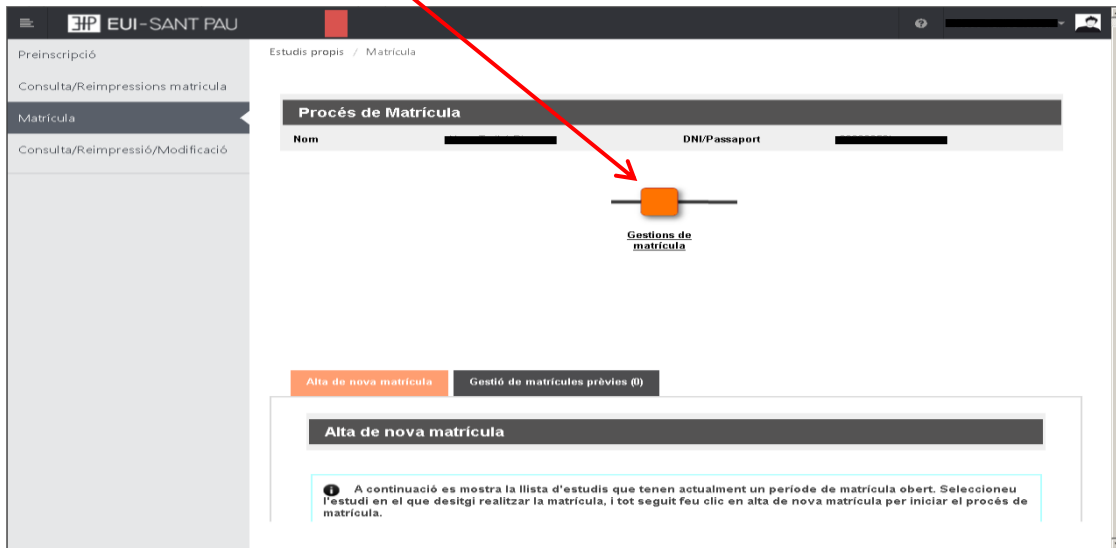 EUI-SANT PAU
Preinscripció
Consulta/Reimpressions matricula
Matrícula
Consulta/Reimpressió/Modificació
Estudis propis / Matrícula
Procés de Matrícula
Nom DNI/Passaport
Gestions de
matrícula
Alta de nova matrícula Gestió de matrícules prèvies (0)
Alta de nova matrícula
A continuació es mostra la llista d'estudis que tenen actualment un període de matrícula obert. Seleccioneu
l'estudi en el que desitgi realitzar la matrícula, i tot seguit feu clic en alta de nova matrícula per iniciar el procés de
matrícula.